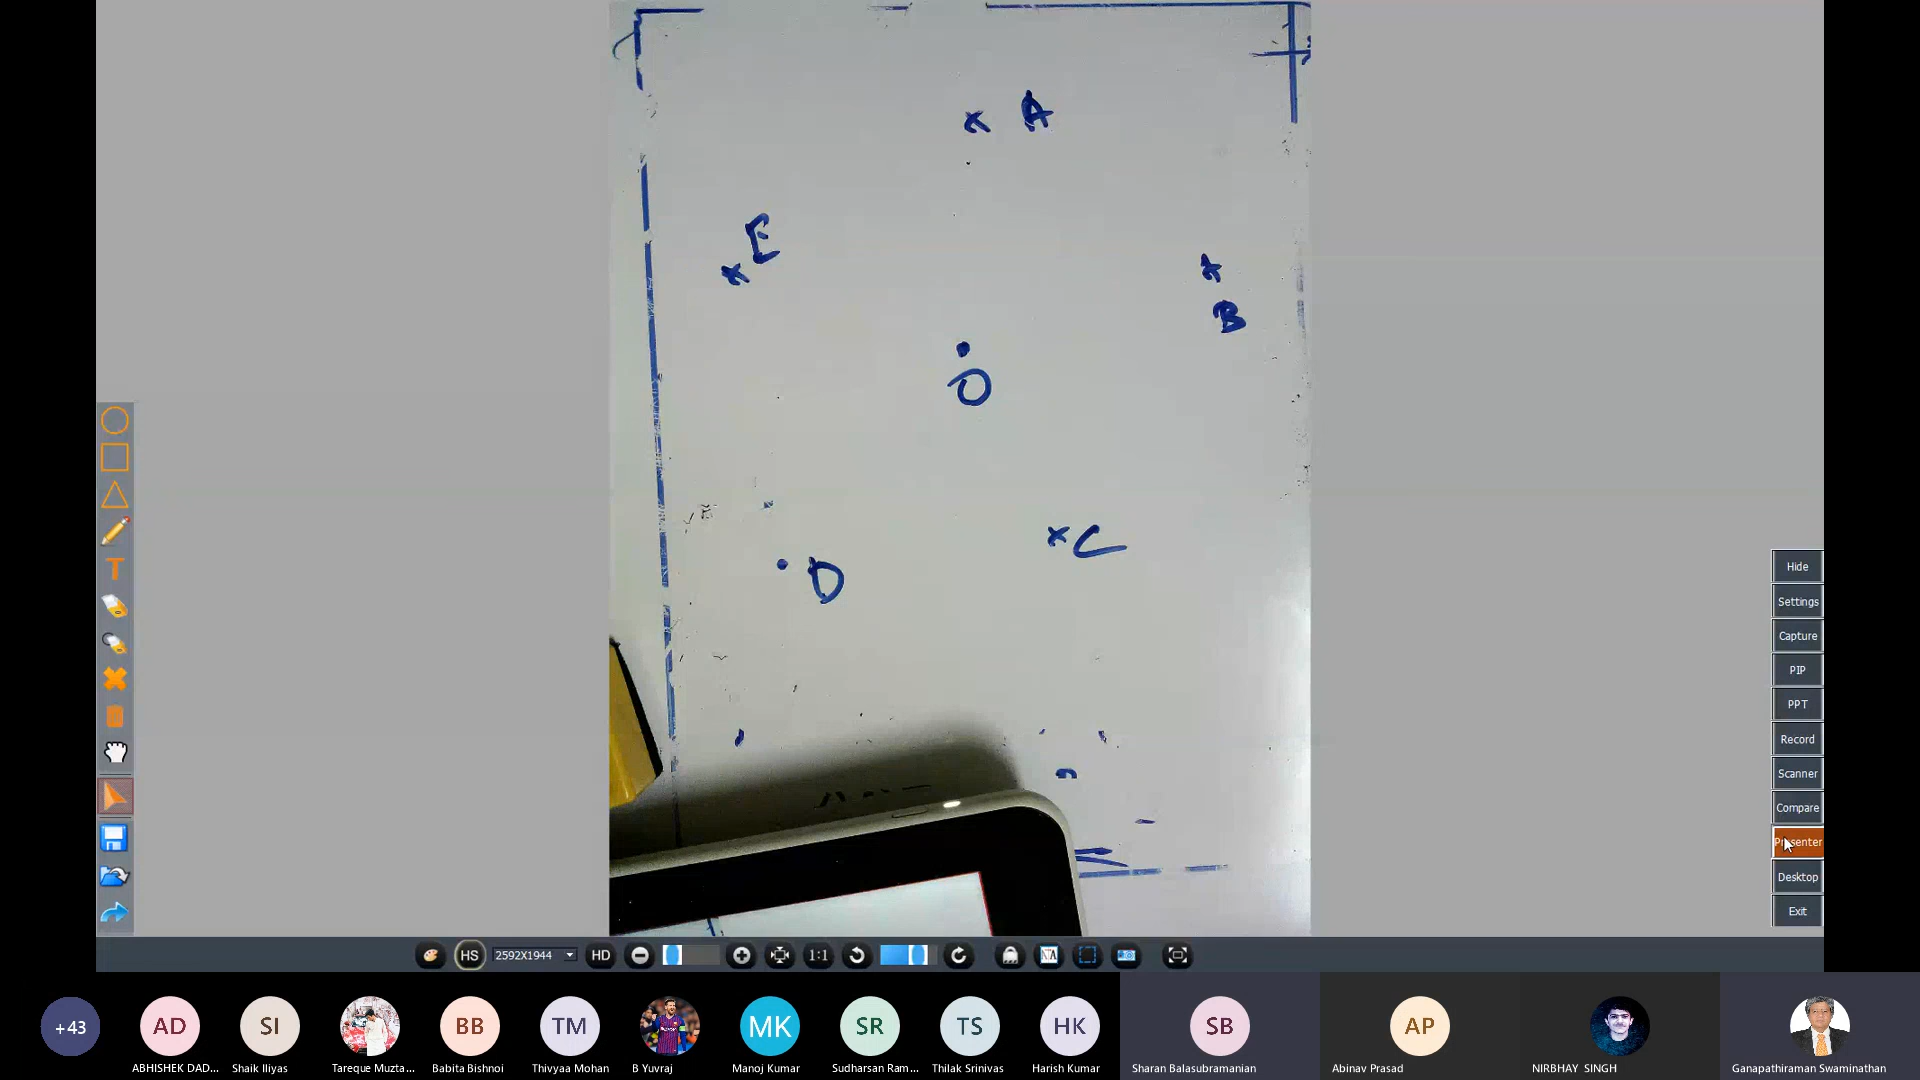 A
E
B
O
C
D
T
Hide
Settings
Capture
PIP
PPT
Record
Scanner
Compare
Presenter
Desktop
Exit
HS
2592X1944
HD
1:1
+43
AD
SI
BB
TM
MK
SR
TS
HK
SB
AP
ABHISHEK DAD...
Shaik Iliyas
Tareque Muzta...
Babita Bishnoi
Thivyaa Mohan
B Yuvraj
Manoj Kumar
Sudharsan Ram...
Thilak Srinivas
Harish Kumar
Sharan Balasubramanian
Abinav Prasad
NIRBHAY SINGH
Ganapathiraman Swaminathan